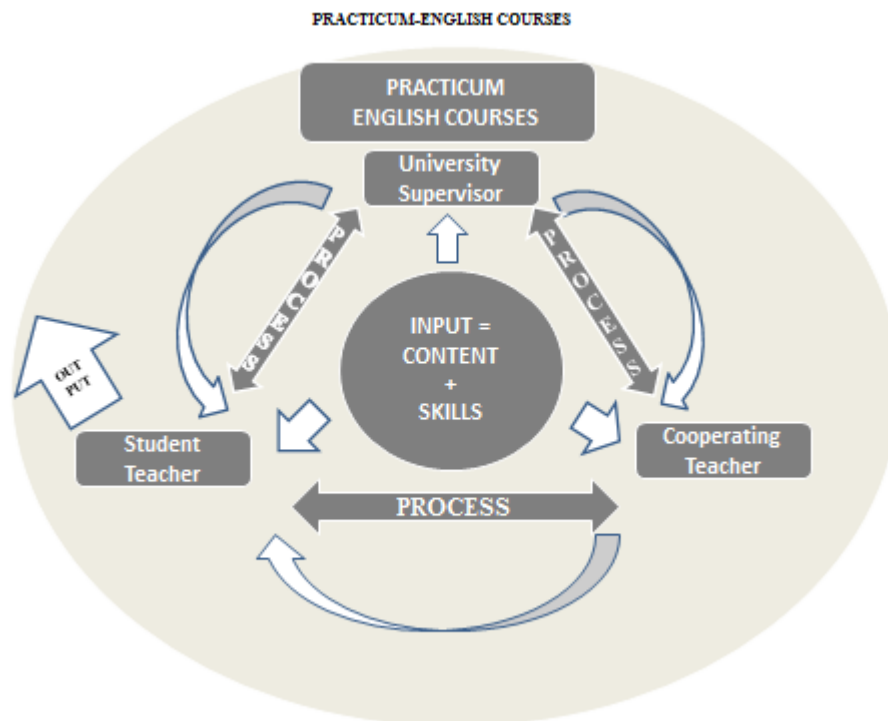 PRACTICUM-ENGLISH COURSES
PRACTICUM
ENGLISH COURSES
University
Supervisor
PROCESS
PROCESS
INPUT =
CONTENT
+
SKILLS
OUT
PUT
Student
Teacher
Cooperating
Teacher
PROCESS